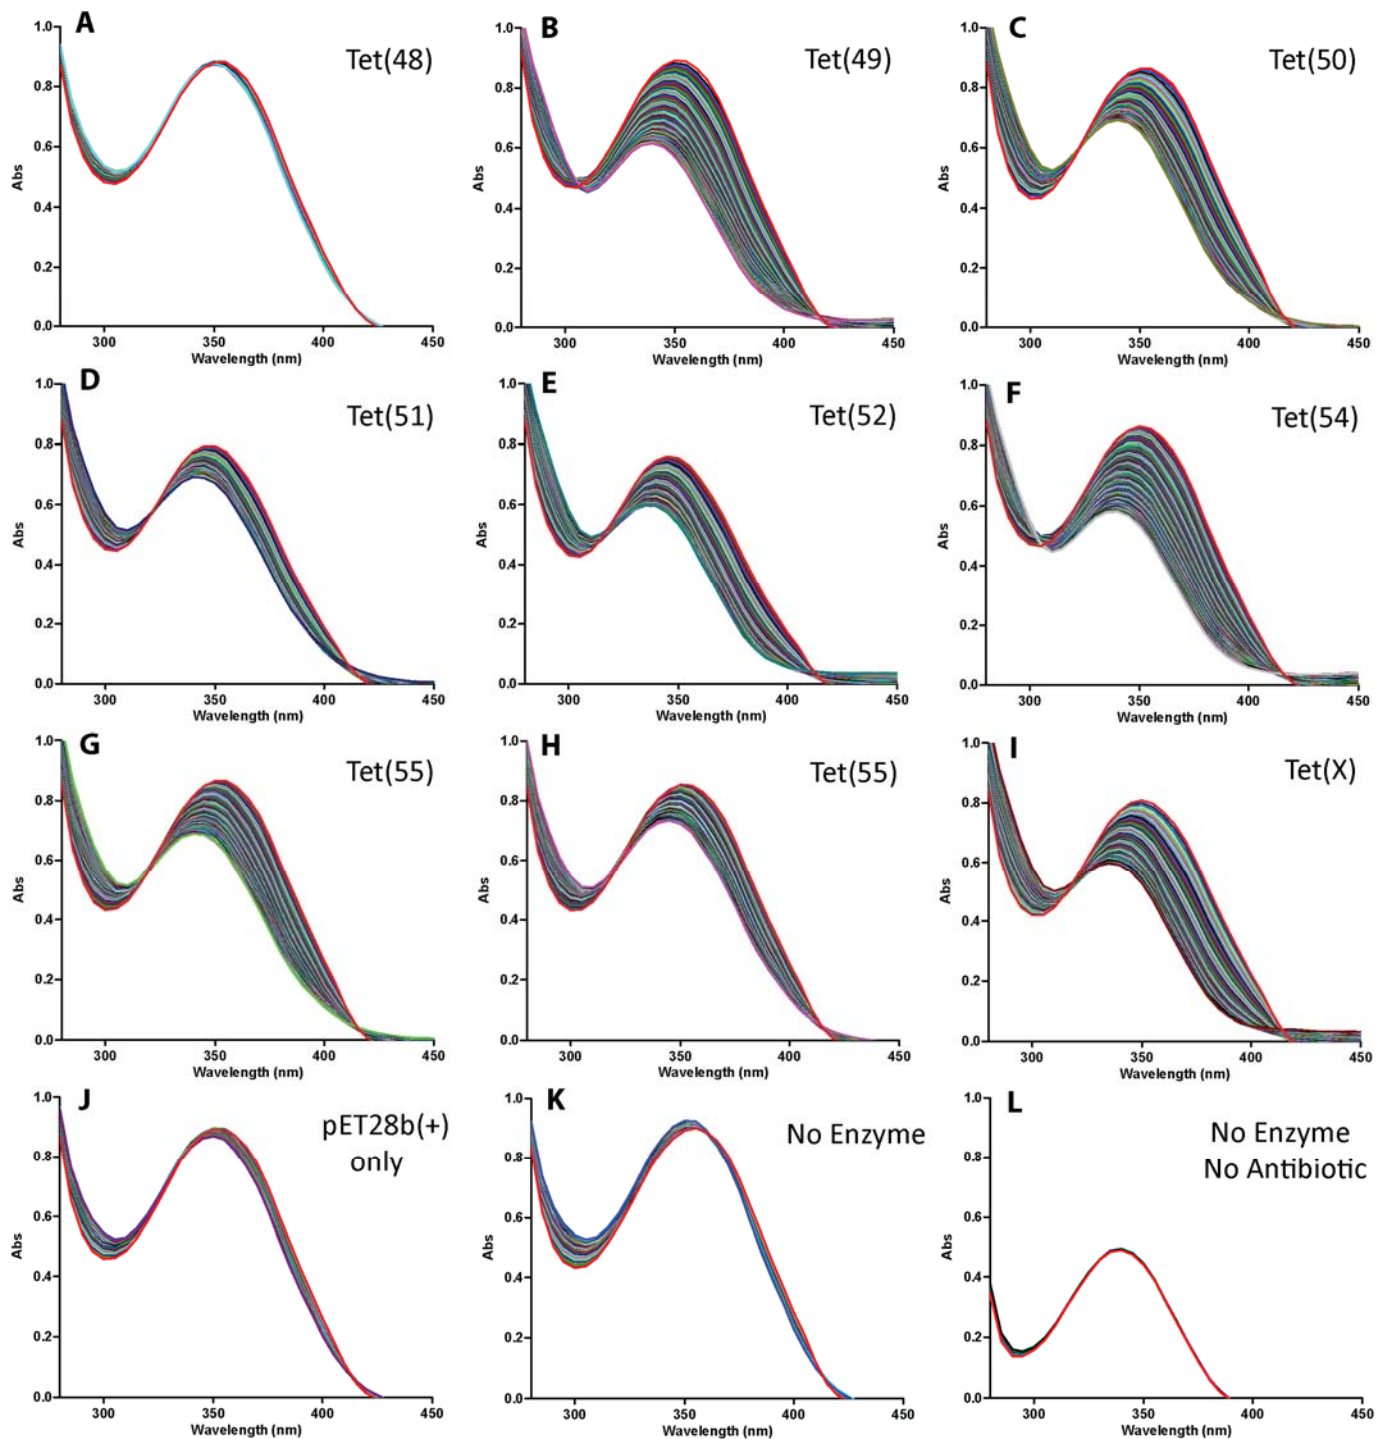 A
Tet(48)
1.0
0.8
0.6
0.4
0.2
0.0
Abs
300 350 400 450
Wavelength (nm)
B
Tet(49)
1.0
0.8
0.6
0.4
0.2
0.0
Abs
300 350 400 450
Wavelength (nm)
C
Tet(50)
1.0
0.8
0.6
0.4
0.2
0.0
Abs
300 350 400 450
Wavelength (nm)
D
Tet(51)
1.0
0.8
0.6
0.4
0.2
0.0
Abs
300 350 400 450
Wavelength (nm)
E
Tet(52)
1.0
0.8
0.6
0.4
0.2
0.0
Abs
300 350 400 450
Wavelength (nm)
F
Tet(54)
1.0
0.8
0.6
0.4
0.2
0.0
Abs
300 350 400 450
Wavelength (nm)
G
Tet(55)
1.0
0.8
0.6
0.4
0.2
0.0
Abs
300 350 400 450
Wavelength (nm)
H
Tet(55)
1.0
0.8
0.6
0.4
0.2
0.0
Abs
300 350 400 450
Wavelength (nm)
I
Tet(X)
1.0
0.8
0.6
0.4
0.2
0.0
Abs
300 350 400 450
Wavelength (nm)
J
pET28b(+)
only
1.0
0.8
0.6
0.4
0.2
0.0
Abs
300 350 400 450
Wavelength (nm)
K
No Enzyme
1.0
0.8
0.6
0.4
0.2
0.0
Abs
300 350 400 450
Wavelength (nm)
L
No Enzyme
No Antibiotic
1.0
0.8
0.6
0.4
0.2
0.0
Abs
300 350 400 450
Wavelength (nm)